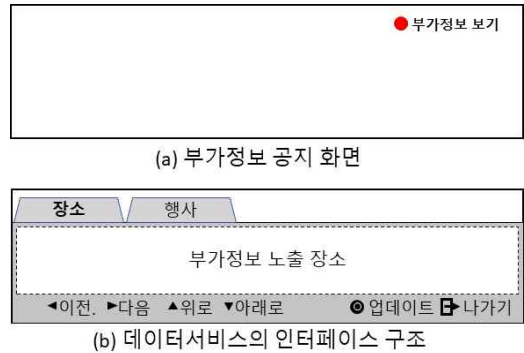 부가정보 보기
(a) 부가정보 공지 화면
장소 행사
부가정보 노출 장소
◄이전. ►다음 ▲위로 ▼아래로 업데이트 나가기
(b) 데이터서비스의 인터페이스 구조